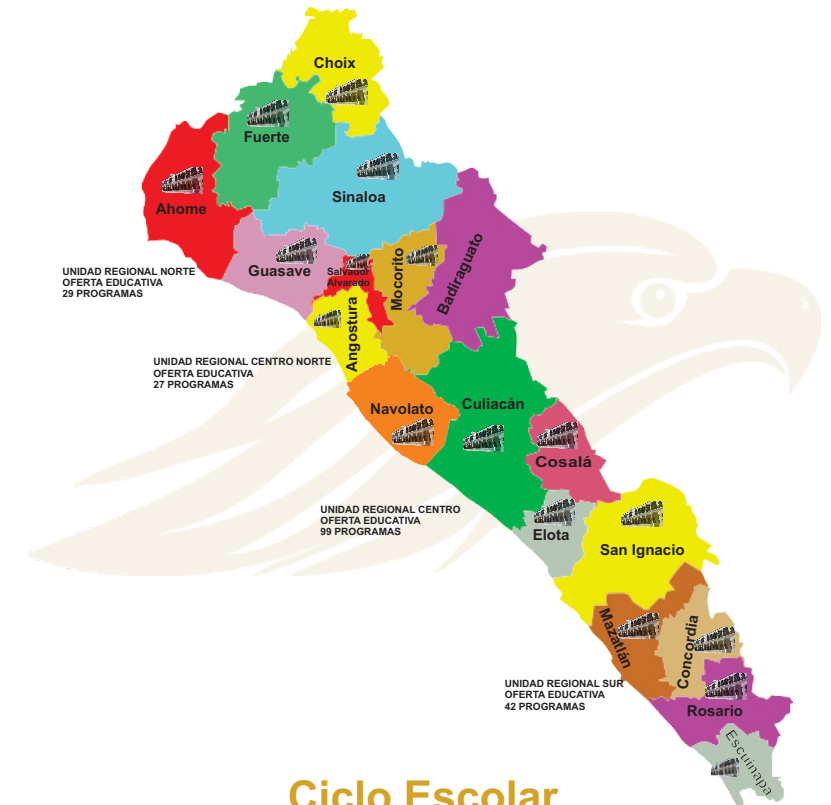 Choix
Fuerte
Sinaloa
Ahome
Badiraguato
Mocorito
Guasave
Salvador
Alvarado
UNIDAD REGIONAL NORTE
OFERTA EDUCATIVA
29 PROGRAMAS
Angostura
UNIDAD REGIONAL CENTRO NORTE
OFERTA EDUCATIVA
27 PROGRAMAS
Navolato
Culiacán
Cosalá
UNIDAD REGIONAL CENTRO
OFERTA EDUCATIVA
99 PROGRAMAS
Elota
San Ignacio
Mazatlán
Concordia
UNIDAD REGIONAL SUR
OFERTA EDUCATIVA
42 PROGRAMAS
Rosario
Escuinapa
Ciclo Escolar